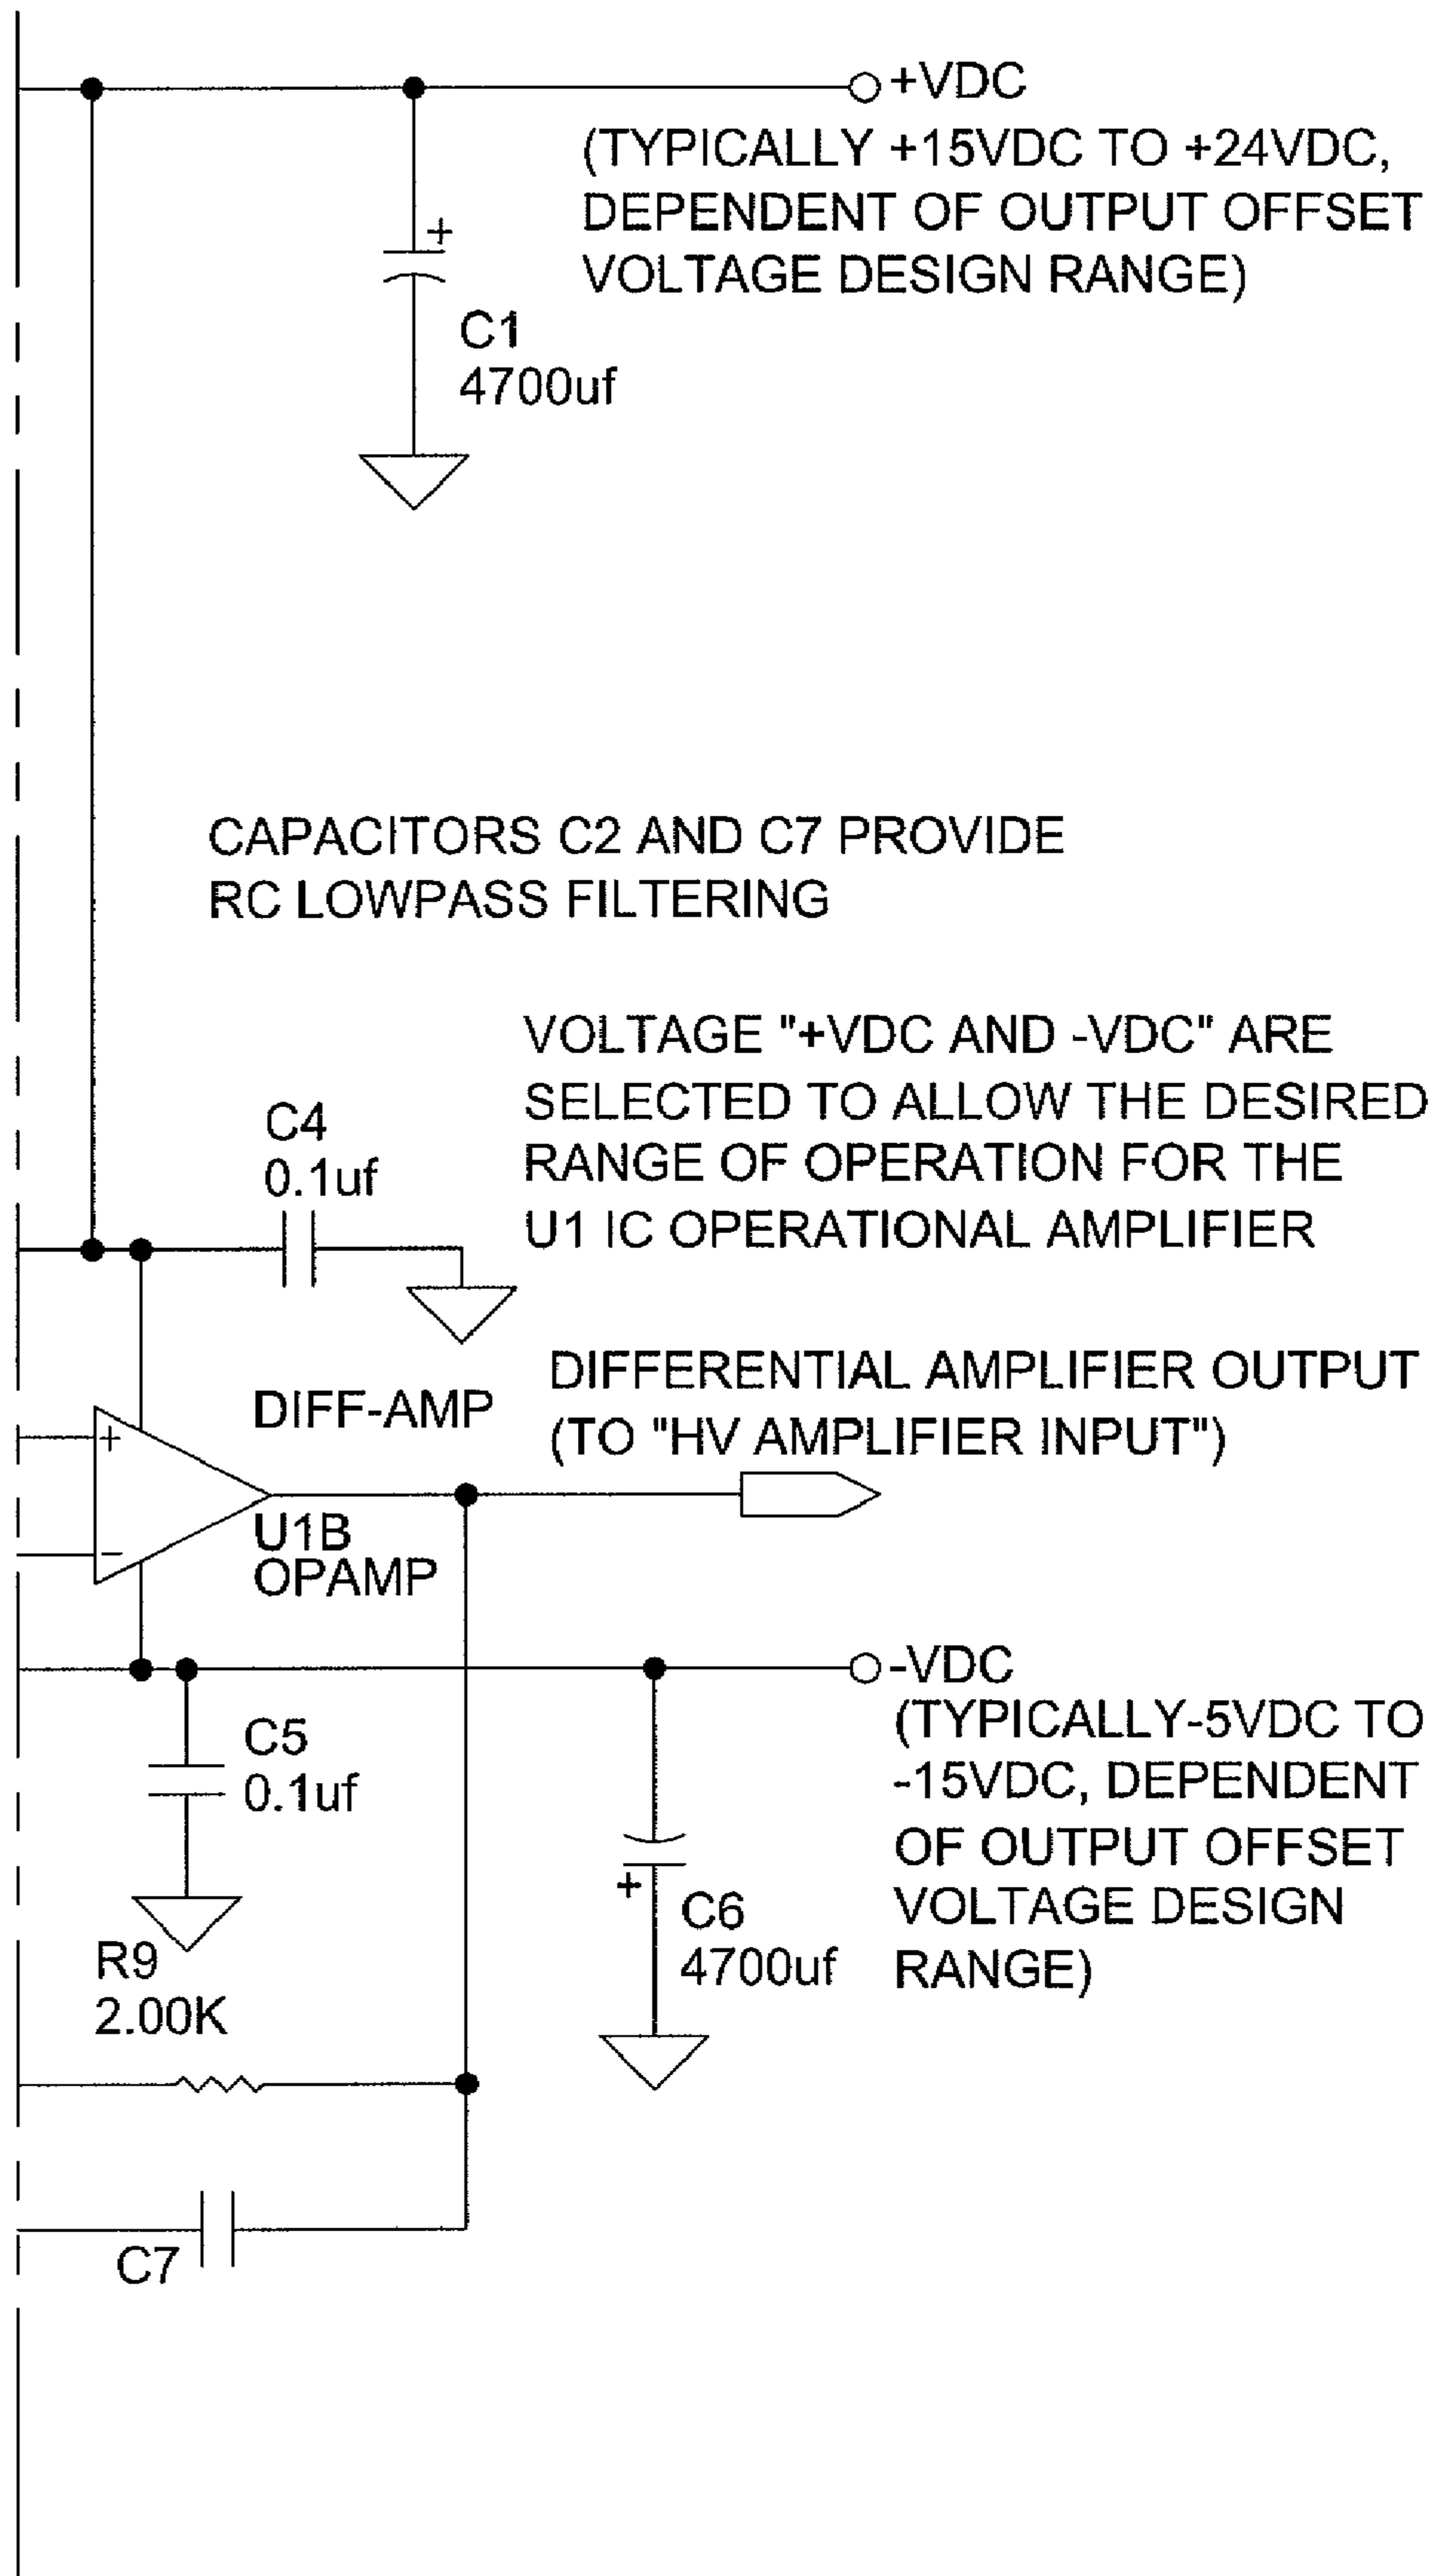 +VDC
(TYPICALLY +15VDC TO +24VDC,
DEPENDENT OF OUTPUT OFFSET
VOLTAGE DESIGN RANGE)
+
C1
4700uf
CAPACITORS C2 AND C7 PROVIDE
RC LOWPASS FILTERING
VOLTAGE "+VDC AND -VDC" ARE
SELECTED TO ALLOW THE DESIRED
RANGE OF OPERATION FOR THE
U1 IC OPERATIONAL AMPLIFIER
C4
0.1uf
DIFFERENTIAL AMPLIFIER OUTPUT
(TO "HV AMPLIFIER INPUT")
DIFF-AMP
+
-
U1B
OPAMP
-VDC
(TYPICALLY-5VDC TO
-15VDC, DEPENDENT
OF OUTPUT OFFSET
VOLTAGE DESIGN
RANGE)
C5
0.1uf
+
C6
4700uf
R9
2.00K
C7